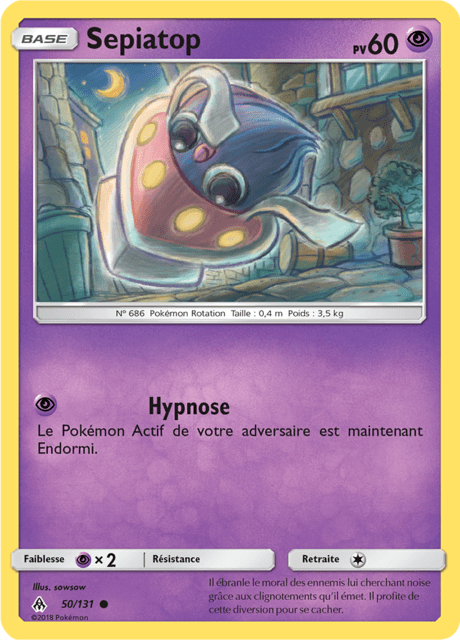 BASE Sepiatop PV60
N° 686 Pokémon Rotation Taille : 0,4 m Poids : 3,5 kg
Hypnose
Le Pokémon Actif de votre adversaire est maintenant
Endormi.
Faiblesse ×2 Résistance Retraite
Illus. sowsow
50/131
©2018 Pokémon
Il ébranle le moral des ennemis lui cherchant noise
grâce aux clignotements qu'il émet. Il profite de
cette diversion pour se cacher.